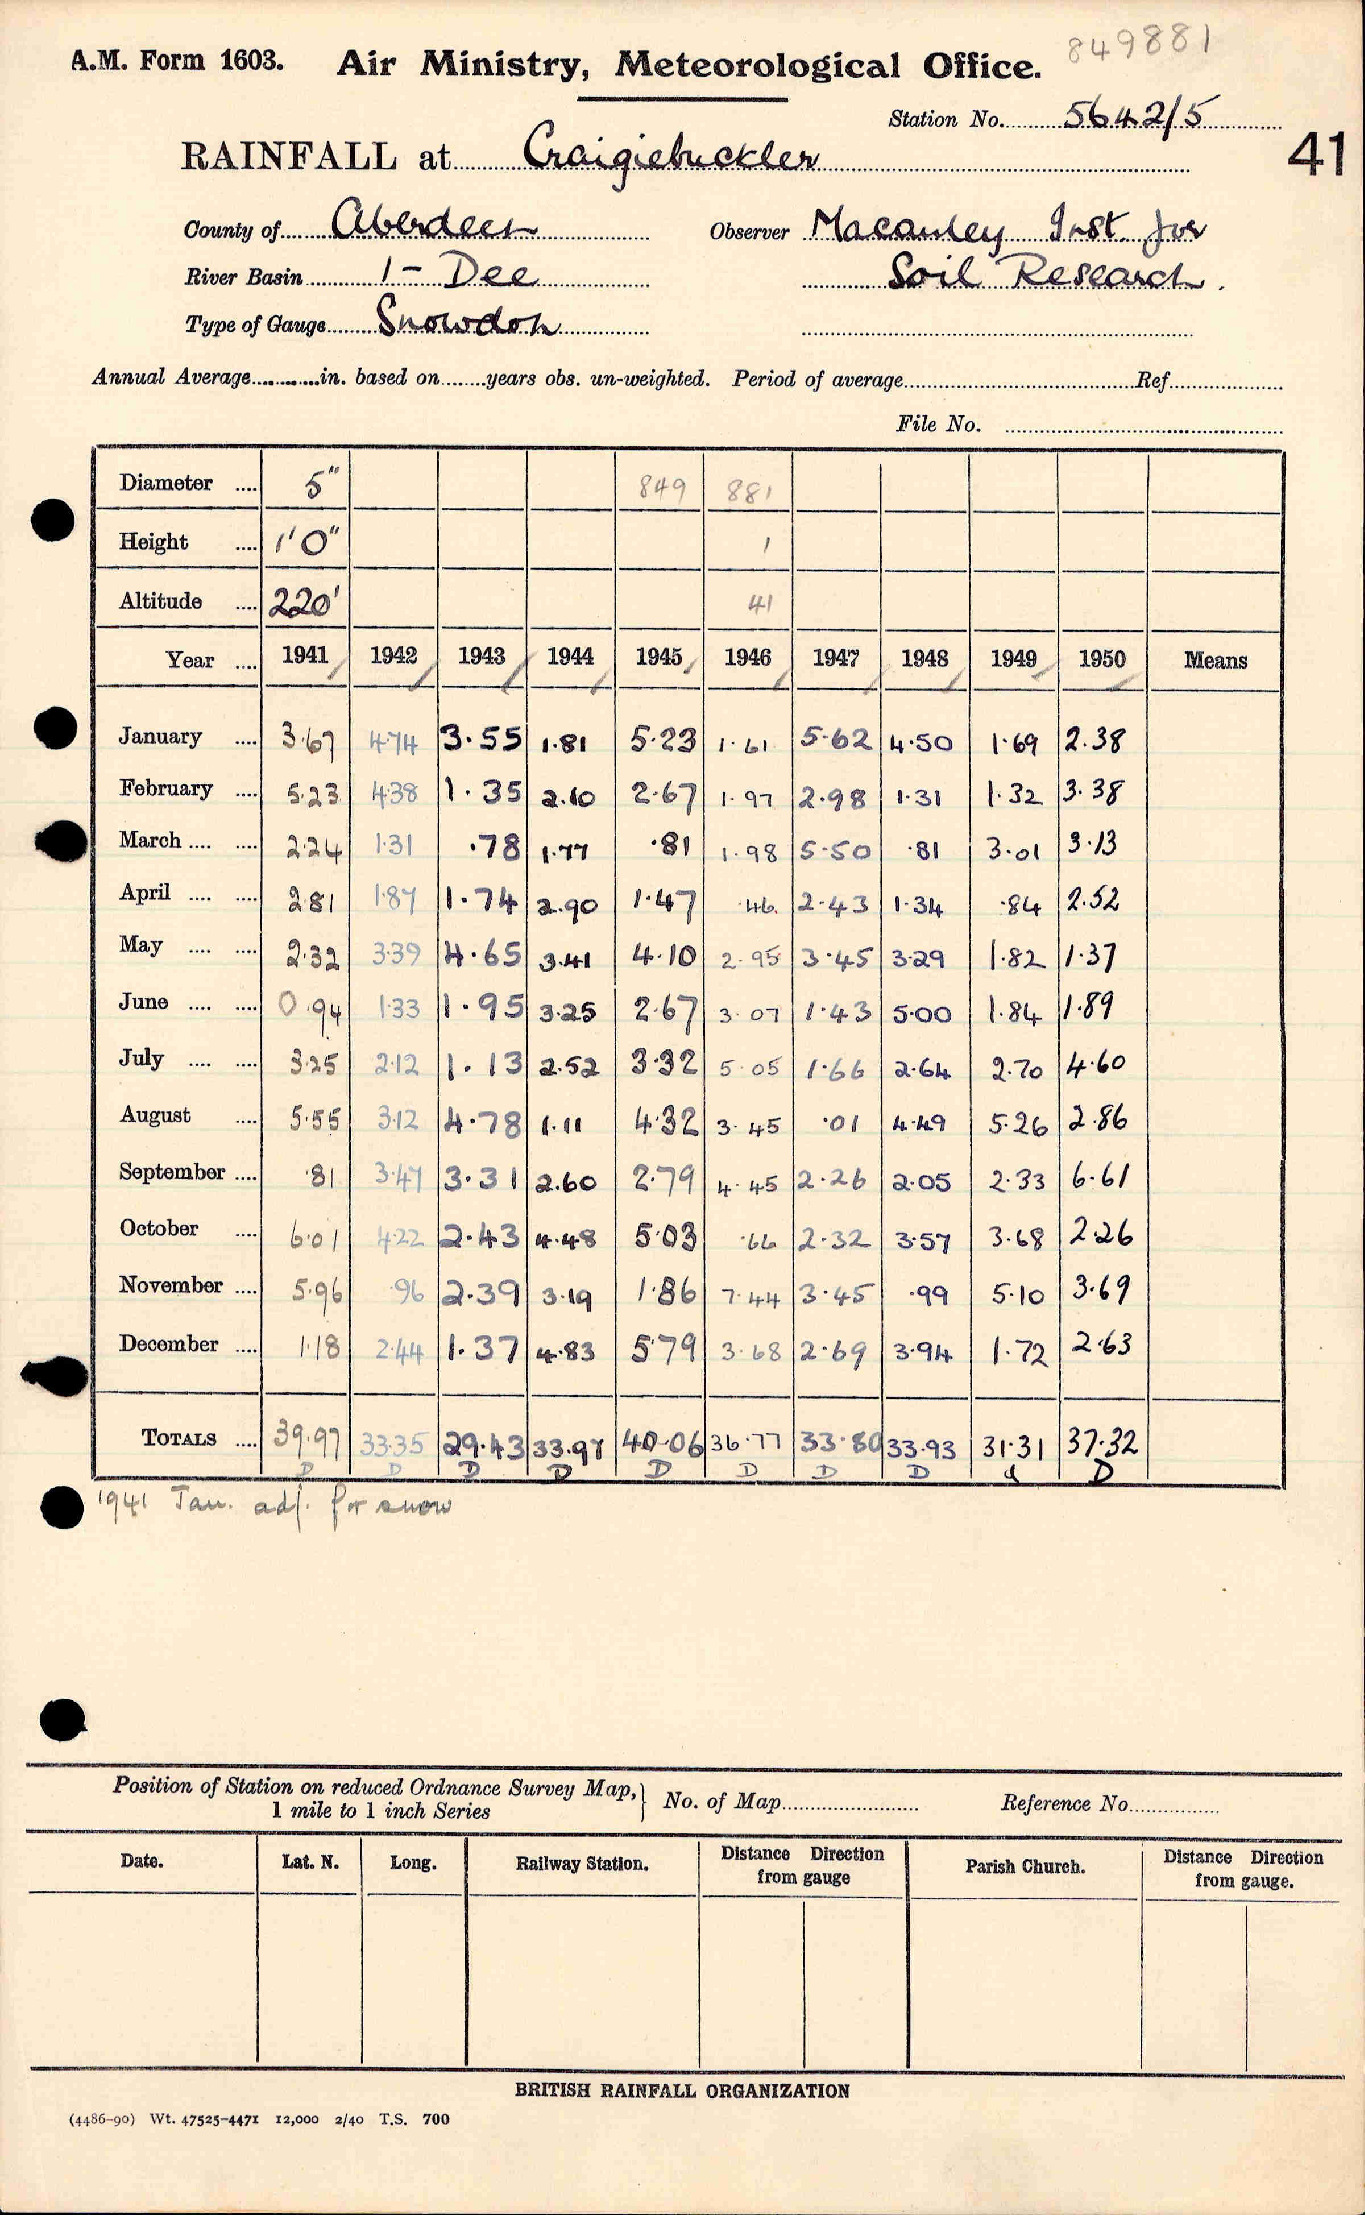 849881
A.M. Form 1603. Air Ministry, Meteorological Office.
Station No. 5642/5
RAINFALL at Craigiebuckler 41
County of Aberdeen Observer Macauley Inst. for
River Basin 1 - Dee Soil Research.
Type of Gauge Snowdon
Annual Average in. based on years obs. un-weighted. Period of average Ref
File No.
Diameter 5" 849 881
Height 1'0" 1
Altitude 220' 41
Year 1941 1942 1943 1944 1945 1946 1947 1948 1949 1950 Means
January 3.67 4.74 3.55 1.81 5.23 1.61 5.62 4.50 1.69 2.38
February 5.23 4.38 1.35 2.10 2.67 1.97 2.98 1.31 1.32 3.38
March 2.24 1.31 .78 1.77 .81 1.98 5.50 .81 3.01 3.13
April 2.81 1.87 1.74 2.90 1.47 .46 2.43 1.34 .84 2.52
May 2.32 3.39 4.65 3.41 4.10 2.95 3.45 3.29 1.82 1.37
June 0.94 1.33 1.95 3.25 2.67 3.07 1.43 5.00 1.84 1.89
July 3.25 2.12 1.13 2.52 3.32 5.05 1.66 2.64 2.70 4.60
August 5.55 3.12 4.78 1.11 4.32 3.45 .01 4.49 5.26 2.86
September .81 3.47 3.31 2.60 2.79 4.45 2.26 2.05 2.33 6.61
October 6.01 4.22 2.43 4.48 5.03 .66 2.32 3.57 3.68 2.26
November 5.96 .96 2.39 3.19 1.86 7.44 3.45 .99 5.10 3.69
December 1.18 2.44 1.37 4.83 5.79 3.68 2.69 3.94 1.72 2.63
TOTALS 39.97 33.35 29.43 33.97 40.06 36.77 33.80 33.93 31.31 37.32
D D D D D D D D d D
1941 Jan. adj. for snow
Position of Station on reduced Ordnance Survey Map, No. of Map Reference No.
1 mile to 1 inch Series
Date. Lat. N. Long. Railway Station. Distance Direction from gauge Parish Church. Distance Direction from gauge.
BRITISH RAINFALL ORGANIZATION
(4486-90) Wt. 47525-4471 12,000 2/40 T.S. 700